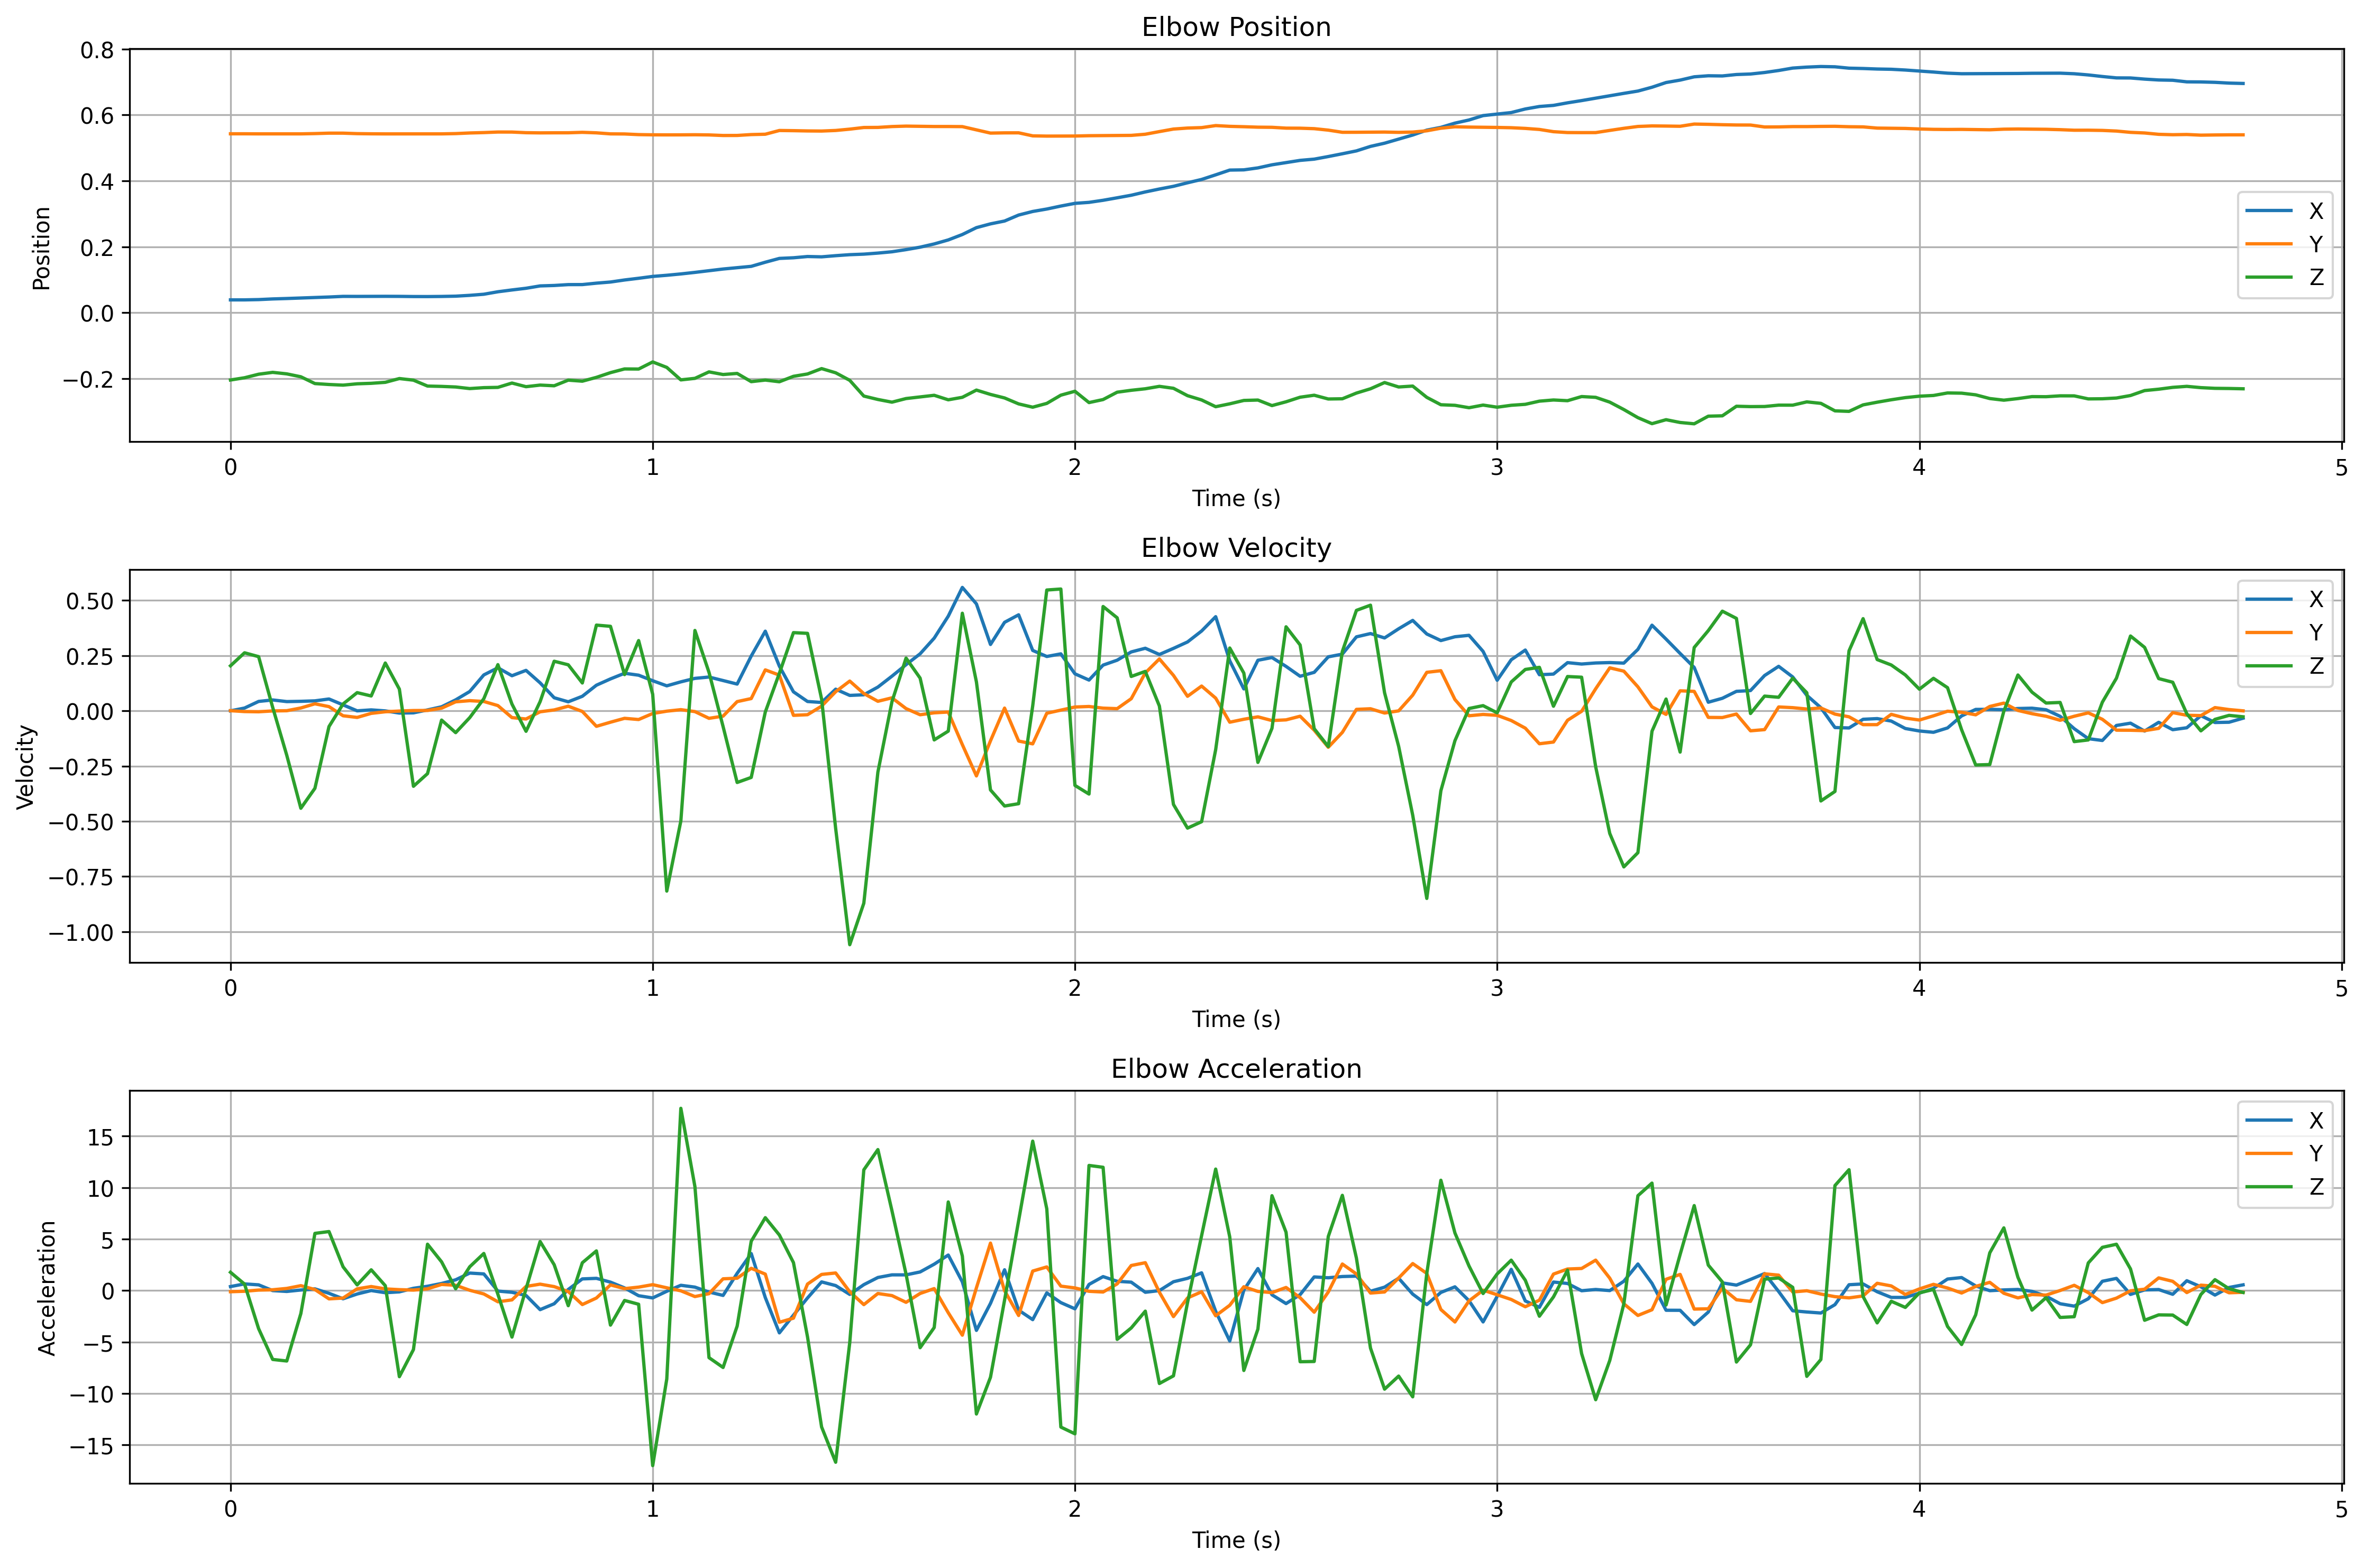 Elbow Position
0.8
0.6
0.4
0.2
0.0
−0.2
Position
X
Y
Z
0 1 2 3 4 5
Time (s)
Elbow Velocity
0.50
0.25
0.00
−0.25
−0.50
−0.75
−1.00
Velocity
X
Y
Z
0 1 2 3 4 5
Time (s)
Elbow Acceleration
15
10
5
0
−5
−10
−15
Acceleration
X
Y
Z
0 1 2 3 4 5
Time (s)